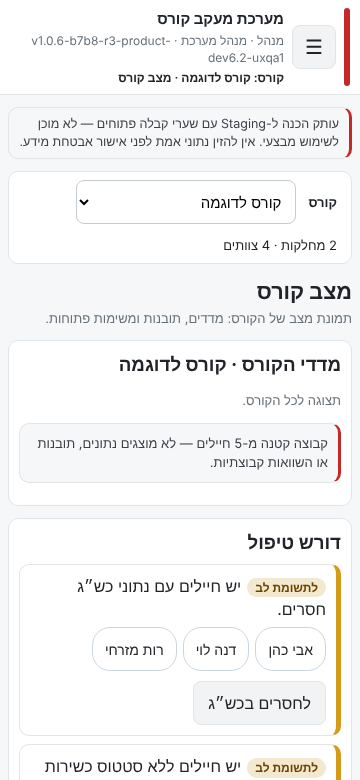 מערכת מעקב קורס
מנהל · מנהל מערכת · v1.0.6-b7b8-r3-product-
dev6.2-uxqa1
קורס: קורס לדוגמה · מצב קורס
☰
עותק הכנה ל-Staging עם שערי קבלה פתוחים — לא מוכן
לשימוש מבצעי. אין להזין נתוני אמת לפני אישור אבטחת מידע.
קורס
קורס לדוגמה
2 מחלקות · 4 צוותים
מצב קורס
תמונת מצב של הקורס: מדדים, תובנות ומשימות פתוחות.
מדדי הקורס · קורס לדוגמה
תצוגה לכל הקורס.
קבוצה קטנה מ-5 חיילים — לא מוצגים נתונים, תובנות
או השוואות קבוצתיות.
דורש טיפול
לתשומת לב יש חיילים עם נתוני כש״ג
חסרים.
אבי כהן
דנה לוי
רות מזרחי
לחסרים בכש״ג
לתשומת לב יש חיילים ללא סטטוס כשירות